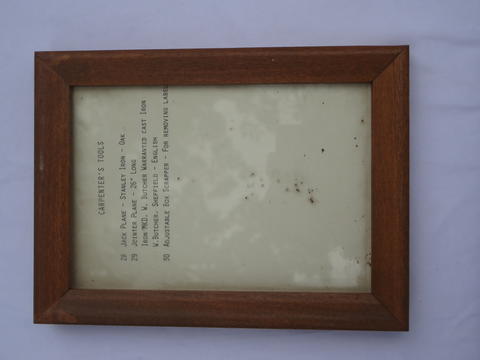 CARPENTER'S TOOLS
28 JACK PLANE - STANLEY IRON - OAK
29 JOINTER PLANE - 26" LONG
IRON MKD. W. BUTCHER WARRANTED CAST IRON
W. BUTCHER, SHEFFIELD - ENGLISH
30 ADJUSTABLE BOX SCRAPPER - FOR REMOVING LABE